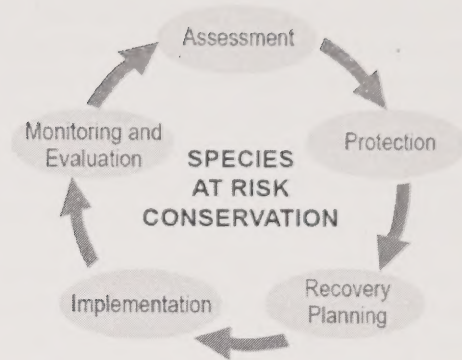 Assessment
Protection
Recovery
Planning
Implementation
Monitoring and
Evaluation
SPECIES
AT RISK
CONSERVATION